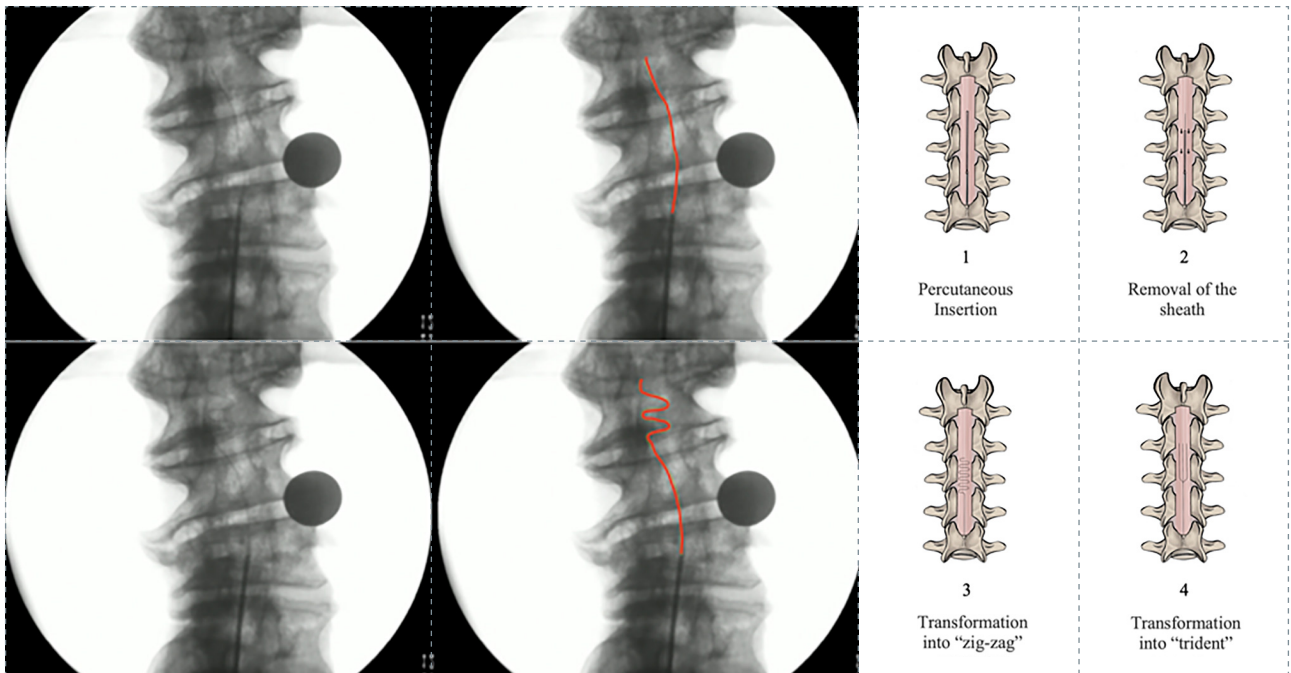 1
Percutaneous
Insertion
2
Removal of the
sheath
3
Transformation
into “zig-zag”
4
Transformation
into “trident”